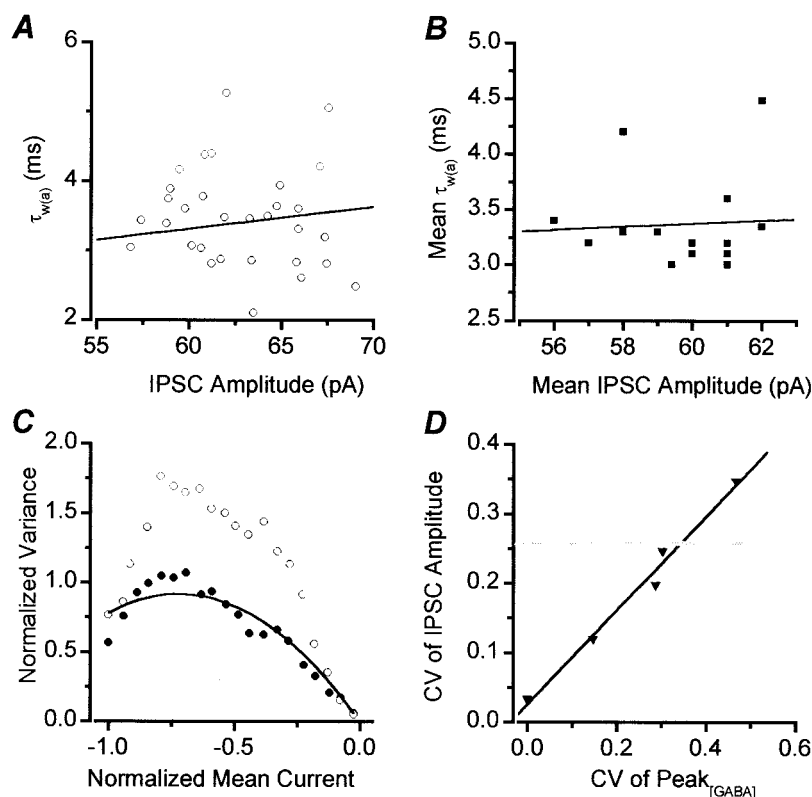 A
6
4
2
τw(a) (ms)
55 60 65 70
IPSC Amplitude (pA)
B
5.0
4.5
4.0
3.5
3.0
2.5
Mean τw(a) (ms)
56 58 60 62
Mean IPSC Amplitude (pA)
C
2.0
1.5
1.0
0.5
0.0
Normalized Variance
-1.0 -0.5 0.0
Normalized Mean Current
D
0.4
0.3
0.2
0.1
0.0
CV of IPSC Amplitude
0.0 0.2 0.4 0.6
CV of Peak[GABA]